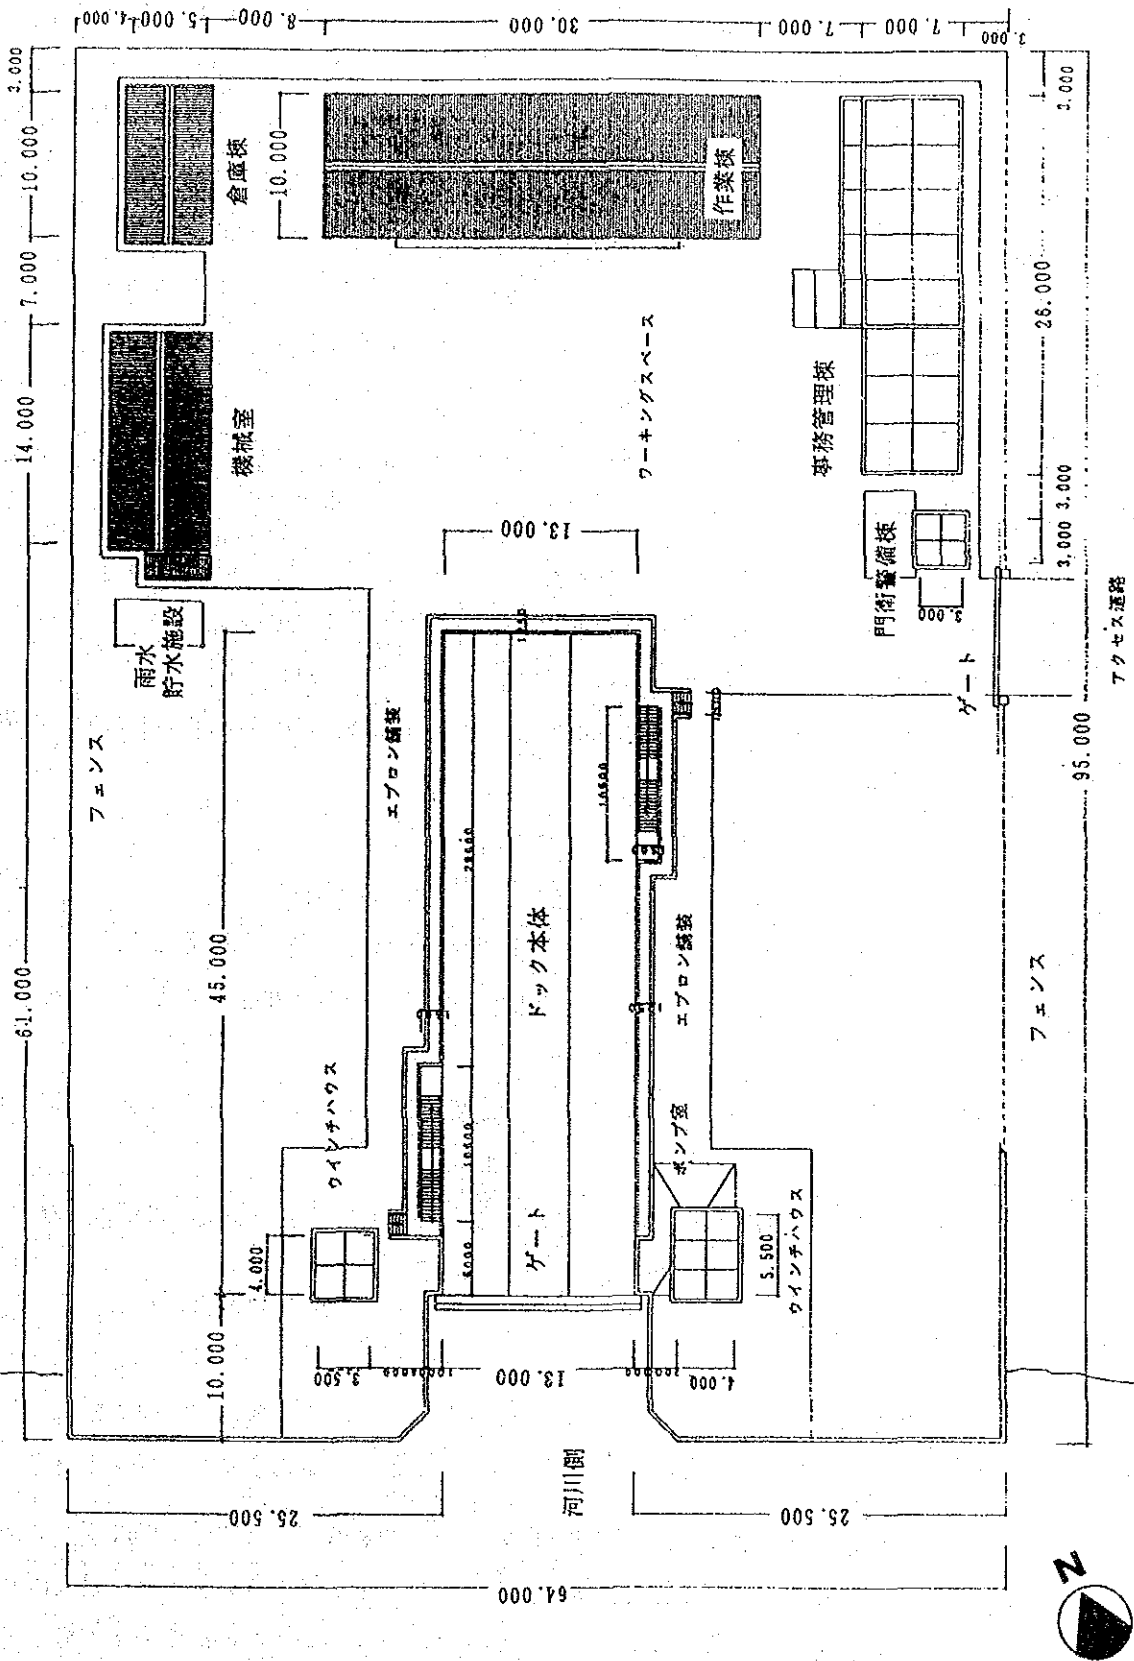 4,000
5.000
8.000
30.000
7.000
7.000
3.000
3.000
10.000
7.000
14.000
61.000
倉庫棟
10.000
作業棟
3.000
26.000
3.000
3.000
機械室
ワーキングスペース
事務管理棟
門衛警備棟
3.000
13.000
雨水
貯水施設
ゲート
アクセス道路
95.000
フェンス
エプロン舗装
10500
28500
45.000
ドック本体
エプロン舗装
フェンス
ウインチハウス
10500
ポンプ室
ウインチハウス
4.000
6000
ゲート
5.500
10.000
3.500
13.000
4.000
河川側
25.500
25.500
64.000
N